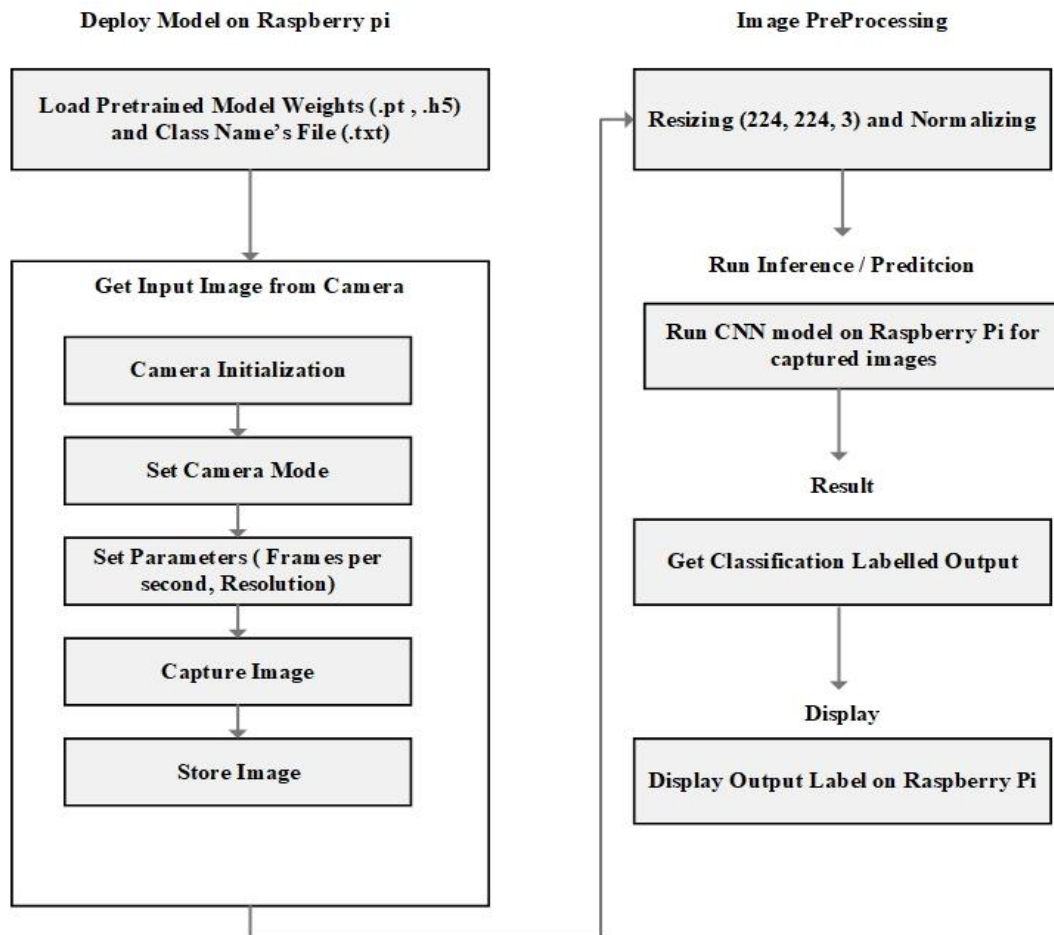 Deploy Model on Raspberry pi
Load Pretrained Model Weights (.pt , .h5)
and Class Name’s File (.txt)
Get Input Image from Camera
Camera Initialization
Set Camera Mode
Set Parameters ( Frames per
second, Resolution)
Capture Image
Store Image
Image PreProcessing
Resizing (224, 224, 3) and Normalizing
Run Inference / Preditcion
Run CNN model on Raspberry Pi for
captured images
Result
Get Classification Labelled Output
Display
Display Output Label on Raspberry Pi